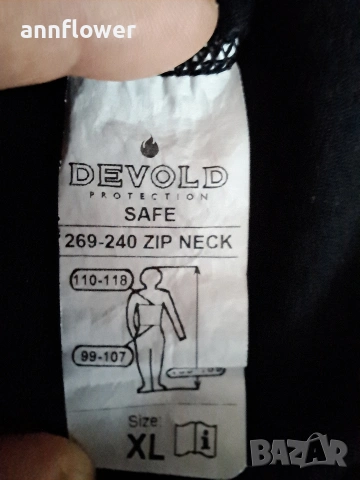 annflower
DEVOLD
PROTECTION
SAFE
269-240 ZIP NECK
110-118
99-107
Size:
XL
i
BAZAR